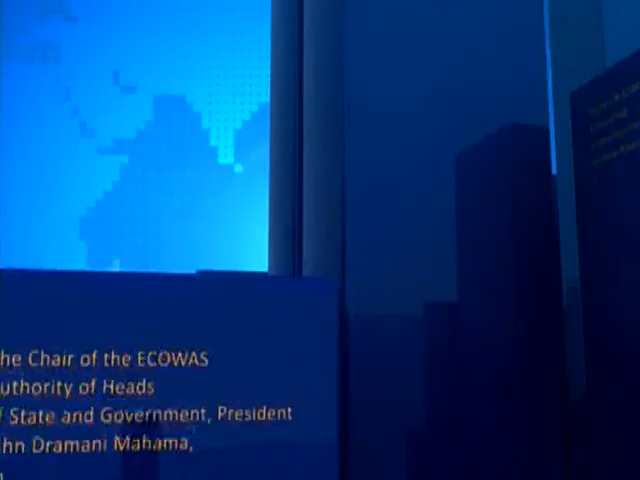 he Chair of the ECOWAS
uthority of Heads
f State and Government, President
hn Dramani Mahama,